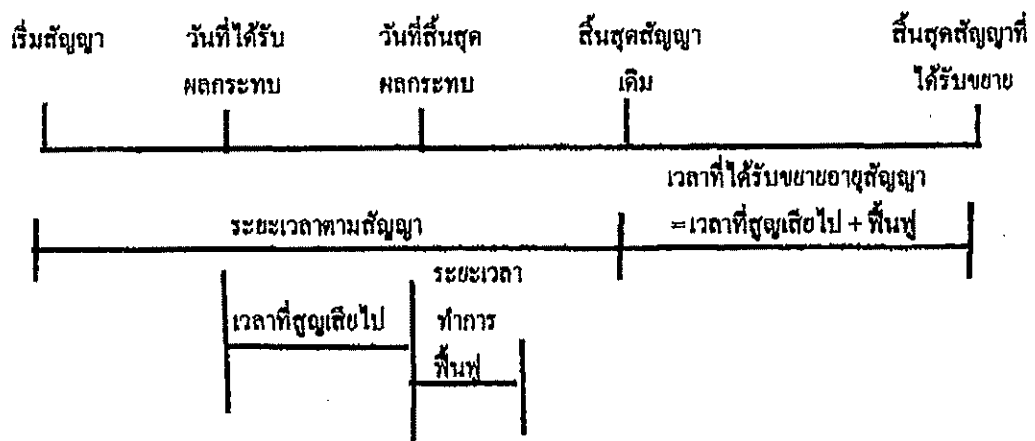 เริ่มสัญญา วันที่ได้รับ วันที่สิ้นสุด สิ้นสุดสัญญา สิ้นสุดสัญญาที่
ผลกระทบ ผลกระทบ เดิม ได้รับขยาย
เวลาที่ได้รับขยายอายุสัญญา
ระยะเวลาตามสัญญา =เวลาที่สูญเสียไป + ฟื้นฟู
ระยะเวลา
เวลาที่สูญเสียไป ทำการ
ฟื้นฟู